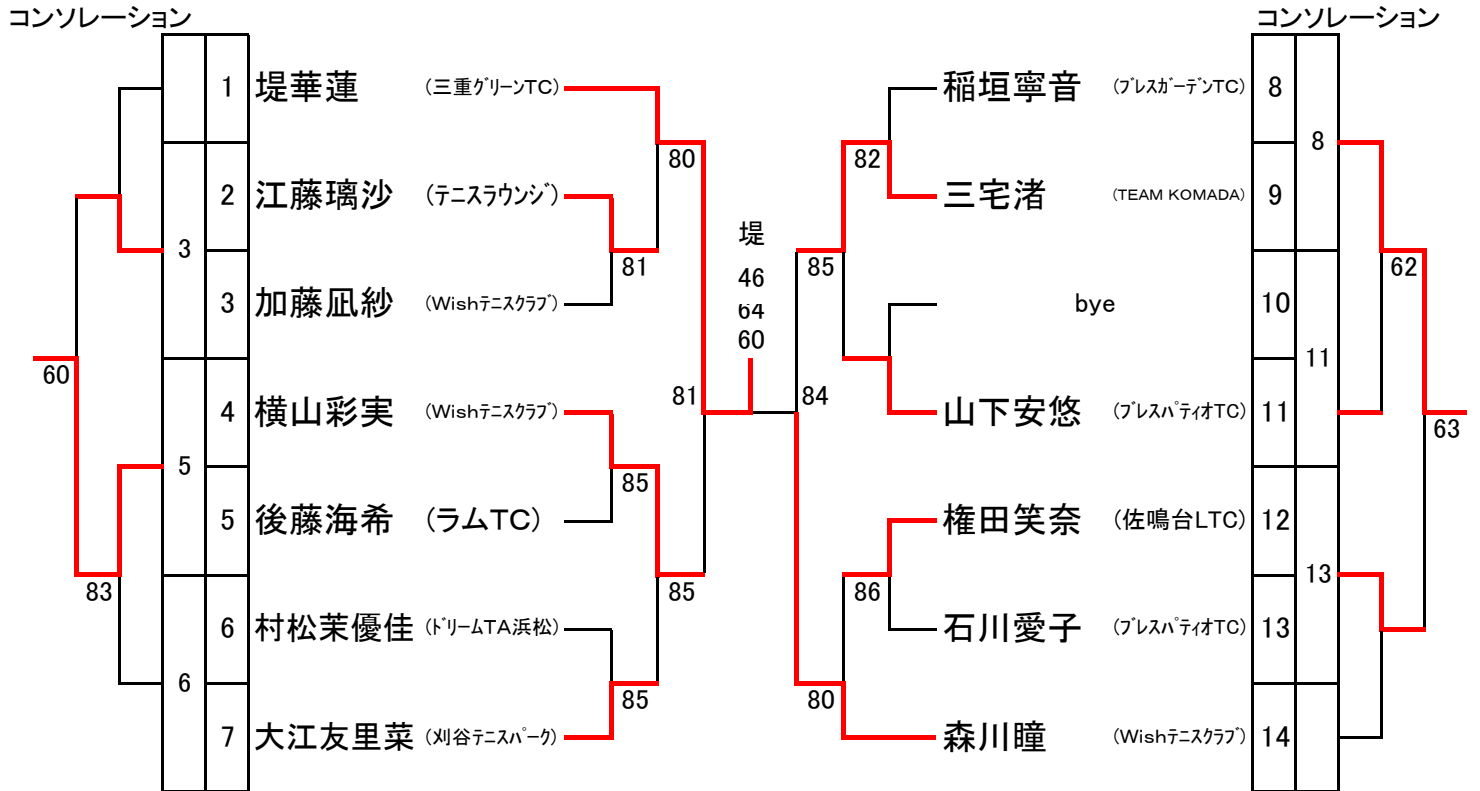 コンソレーション
コンソレーション
1 堤華蓮 (三重グリーンTC)
80
2 江藤璃沙 (テニスラウンジ)
3
81
3 加藤凪紗 (Wishテニスクラブ)
60
81
4 横山彩実 (Wishテニスクラブ)
5
85
5 後藤海希 (ラムTC)
83
85
6 村松茉優佳 (ドリームTA浜松)
6
85
7 大江友里菜 (刈谷テニスパーク)
堤
46
64
60
稲垣寧音 (プレスガーデンTC) 8
82
8
三宅渚 (TEAM KOMADA) 9
85
62
bye 10
11
84
山下安悠 (プレスパティオTC) 11
63
権田笑奈 (佐鳴台LTC) 12
86
13
石川愛子 (プレスパティオTC) 13
80
森川瞳 (Wishテニスクラブ) 14